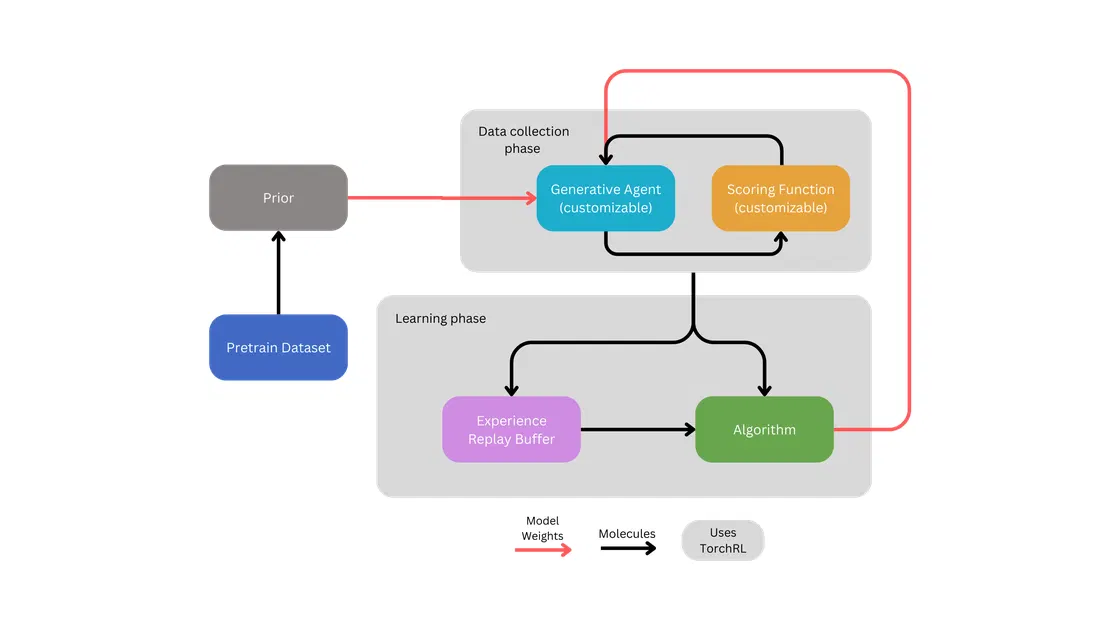 Data collection
phase
Prior
Generative Agent
(customizable)
Scoring Function
(customizable)
Learning phase
Pretrain Dataset
Experience
Replay Buffer
Algorithm
Model
Weights
Molecules
Uses
TorchRL